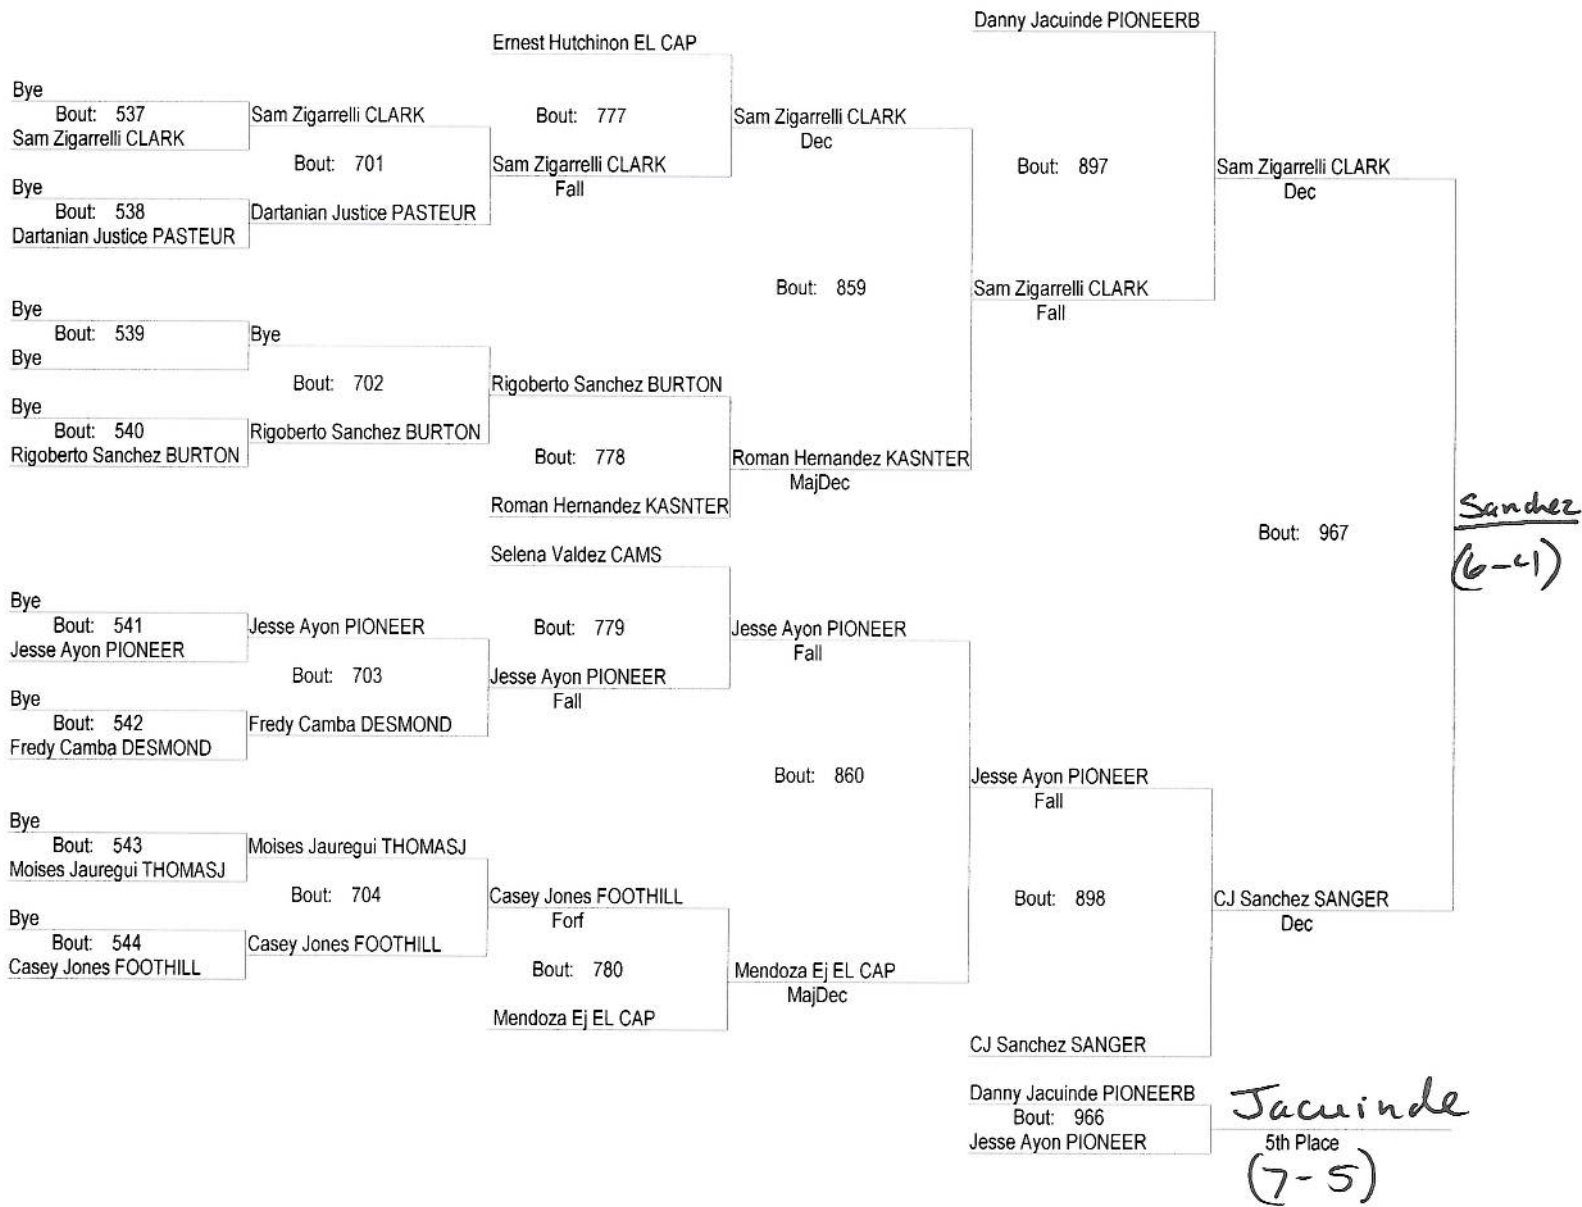 Danny Jacuinde PIONEERB
Ernest Hutchinon EL CAP
Bye
Bout: 537
Sam Zigarrelli CLARK
Sam Zigarrelli CLARK
Bout: 777
Sam Zigarrelli CLARK
Dec
Bout: 701
Sam Zigarrelli CLARK
Fall
Bout: 897
Sam Zigarrelli CLARK
Dec
Bye
Bout: 538
Dartanian Justice PASTEUR
Dartanian Justice PASTEUR
Bout: 859
Sam Zigarrelli CLARK
Fall
Bye
Bout: 539
Bye
Bye
Bout: 702
Rigoberto Sanchez BURTON
Bye
Bout: 540
Rigoberto Sanchez BURTON
Rigoberto Sanchez BURTON
Bout: 778
Roman Hernandez KASNTER
MajDec
Roman Hernandez KASNTER
Sanchez
(6-4)
Bout: 967
Selena Valdez CAMS
Bye
Bout: 541
Jesse Ayon PIONEER
Jesse Ayon PIONEER
Bout: 779
Jesse Ayon PIONEER
Fall
Bout: 703
Jesse Ayon PIONEER
Fall
Bye
Bout: 542
Fredy Camba DESMOND
Fredy Camba DESMOND
Bout: 860
Jesse Ayon PIONEER
Fall
Bye
Bout: 543
Moises Jauregui THOMASJ
Moises Jauregui THOMASJ
Bout: 704
Casey Jones FOOTHILL
Forf
Bout: 898
CJ Sanchez SANGER
Dec
Bye
Bout: 544
Casey Jones FOOTHILL
Casey Jones FOOTHILL
Bout: 780
Mendoza Ej EL CAP
MajDec
Mendoza Ej EL CAP
CJ Sanchez SANGER
Danny Jacuinde PIONEERB
Bout: 966
Jesse Ayon PIONEER
Jacuinde
5th Place
(7-5)